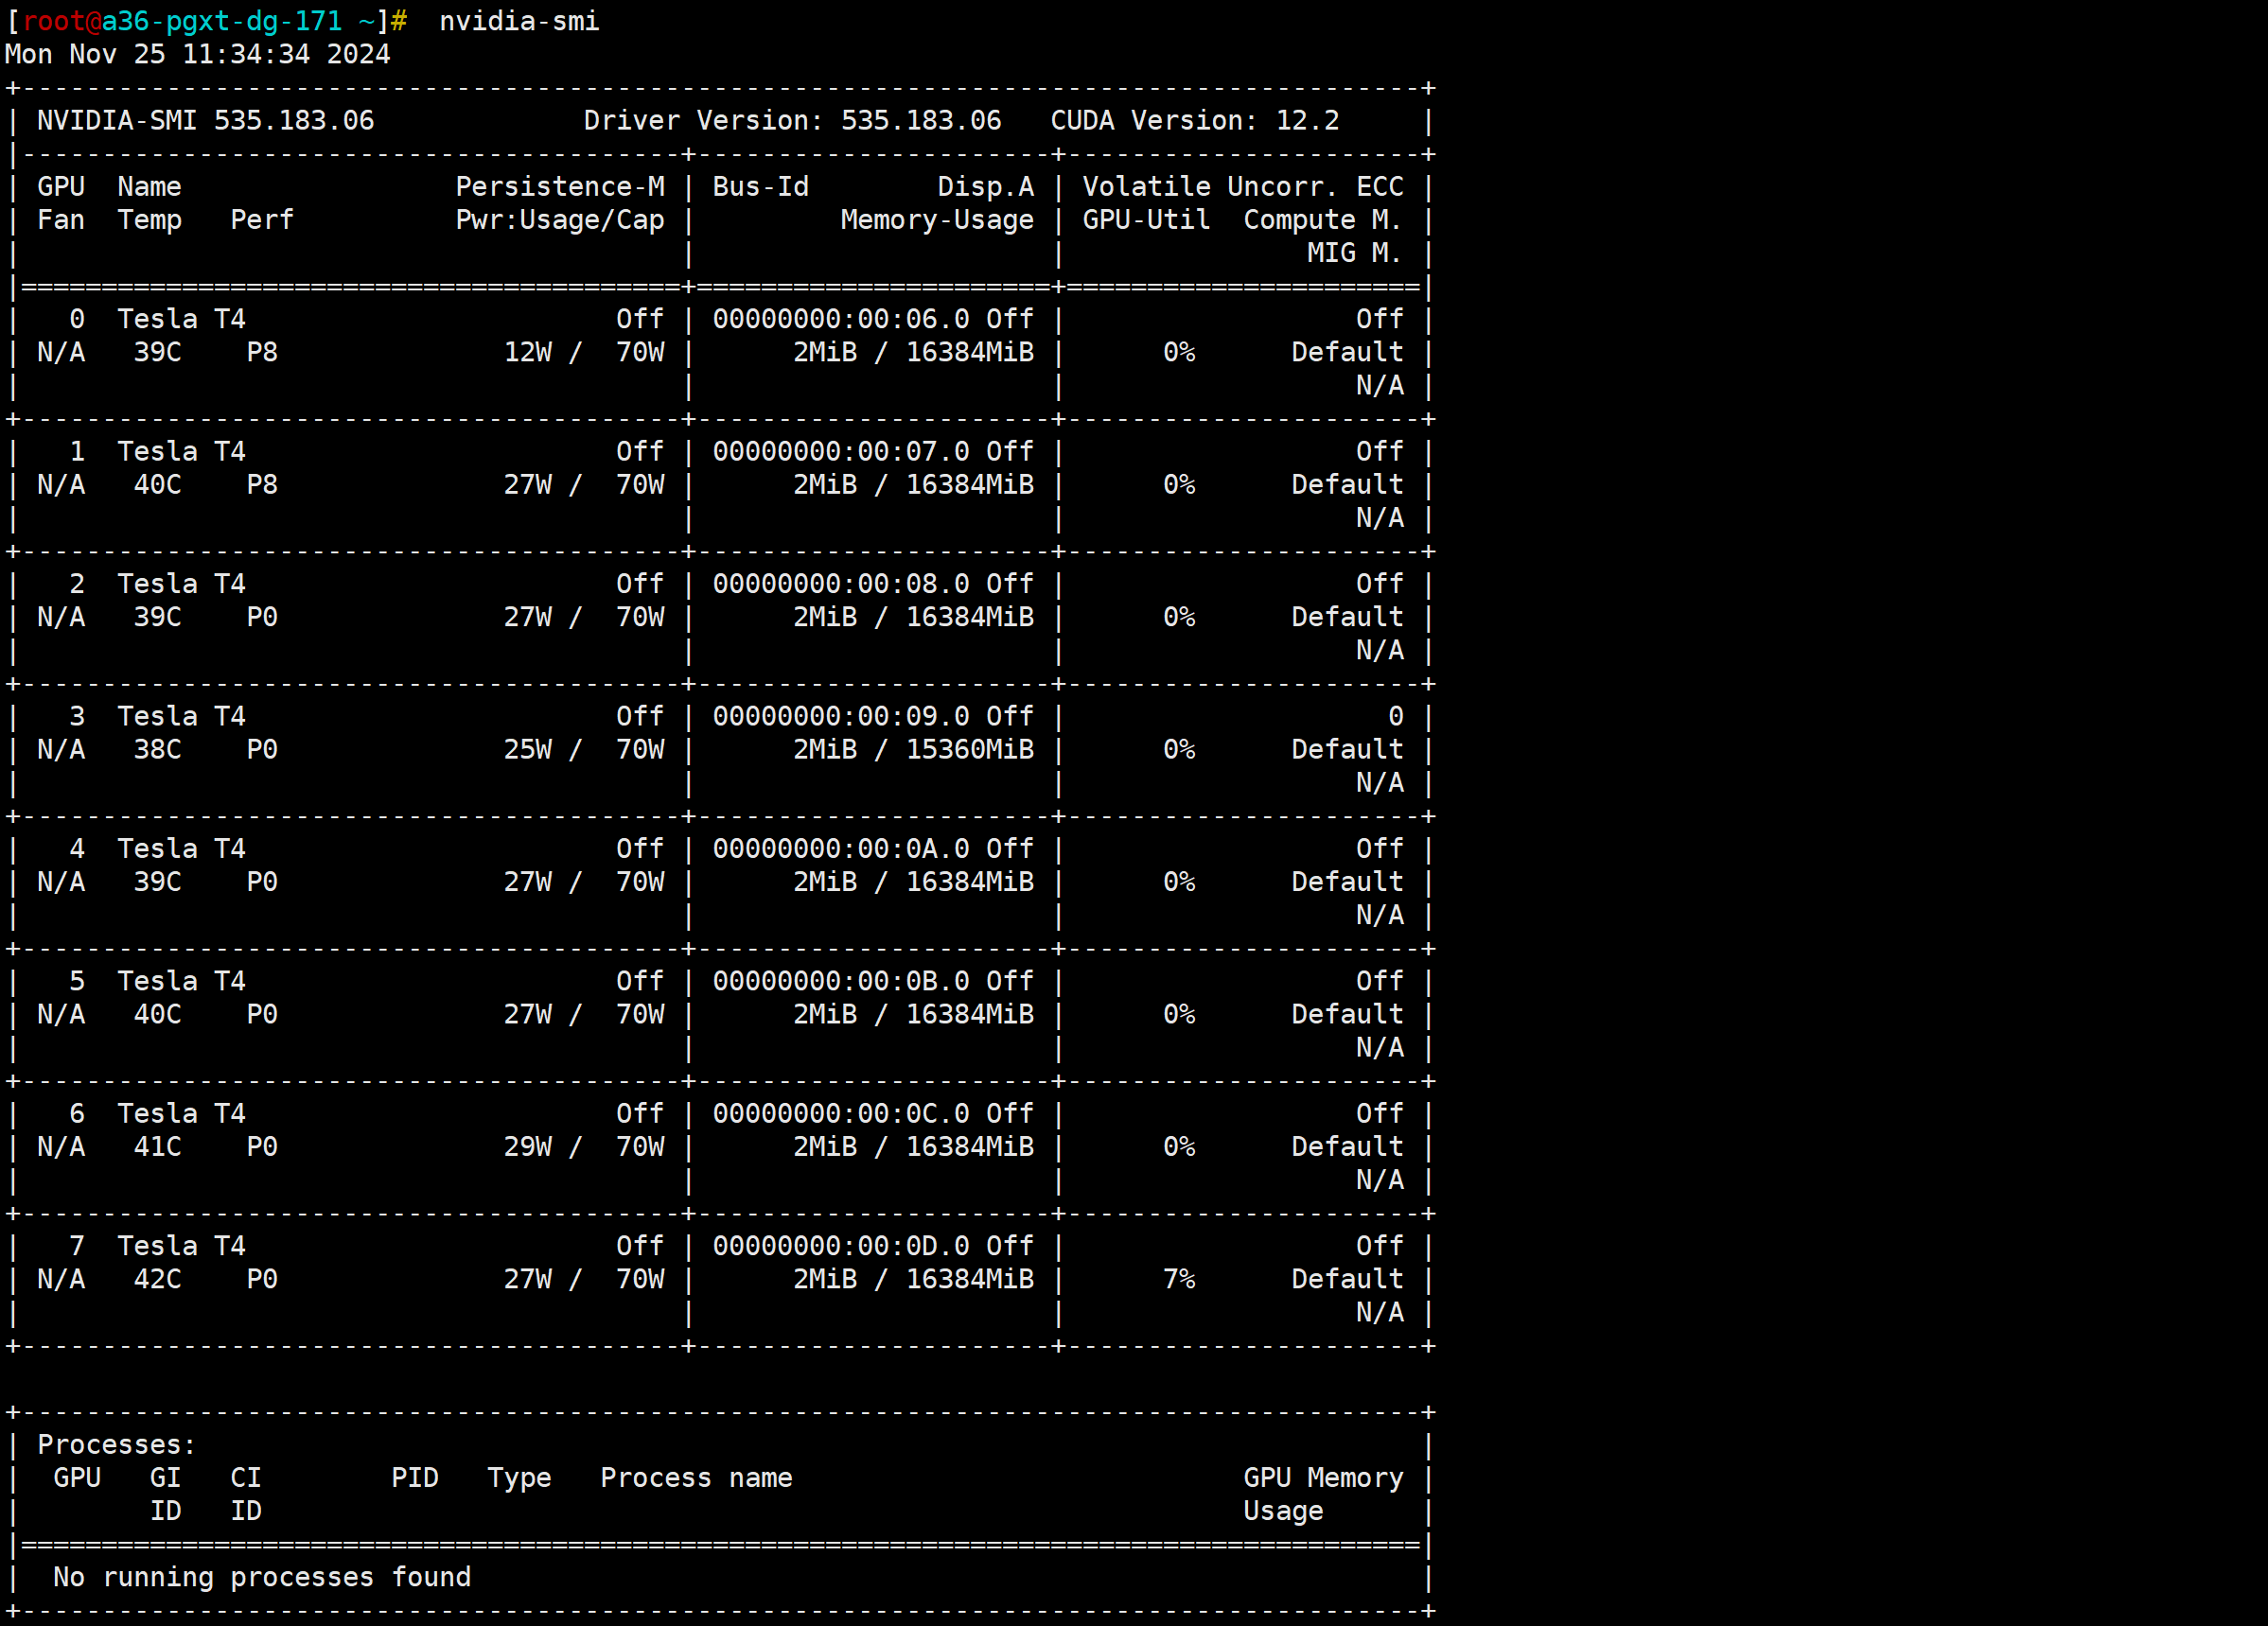 [root@a36-pgxt-dg-171 ~]#  nvidia-smi
Mon Nov 25 11:34:34 2024
+---------------------------------------------------------------------------------------+
| NVIDIA-SMI 535.183.06             Driver Version: 535.183.06   CUDA Version: 12.2     |
|-----------------------------------------+----------------------+----------------------+
| GPU  Name                 Persistence-M | Bus-Id        Disp.A | Volatile Uncorr. ECC |
| Fan  Temp   Perf          Pwr:Usage/Cap |         Memory-Usage | GPU-Util  Compute M. |
|                                         |                      |               MIG M. |
|=========================================+======================+======================|
|   0  Tesla T4                       Off | 00000000:00:06.0 Off |                  Off |
| N/A   39C    P8              12W /  70W |      2MiB / 16384MiB |      0%      Default |
|                                         |                      |                  N/A |
+-----------------------------------------+----------------------+----------------------+
|   1  Tesla T4                       Off | 00000000:00:07.0 Off |                  Off |
| N/A   40C    P8              27W /  70W |      2MiB / 16384MiB |      0%      Default |
|                                         |                      |                  N/A |
+-----------------------------------------+----------------------+----------------------+
|   2  Tesla T4                       Off | 00000000:00:08.0 Off |                  Off |
| N/A   39C    P0              27W /  70W |      2MiB / 16384MiB |      0%      Default |
|                                         |                      |                  N/A |
+-----------------------------------------+----------------------+----------------------+
|   3  Tesla T4                       Off | 00000000:00:09.0 Off |                    0 |
| N/A   38C    P0              25W /  70W |      2MiB / 15360MiB |      0%      Default |
|                                         |                      |                  N/A |
+-----------------------------------------+----------------------+----------------------+
|   4  Tesla T4                       Off | 00000000:00:0A.0 Off |                  Off |
| N/A   39C    P0              27W /  70W |      2MiB / 16384MiB |      0%      Default |
|                                         |                      |                  N/A |
+-----------------------------------------+----------------------+----------------------+
|   5  Tesla T4                       Off | 00000000:00:0B.0 Off |                  Off |
| N/A   40C    P0              27W /  70W |      2MiB / 16384MiB |      0%      Default |
|                                         |                      |                  N/A |
+-----------------------------------------+----------------------+----------------------+
|   6  Tesla T4                       Off | 00000000:00:0C.0 Off |                  Off |
| N/A   41C    P0              29W /  70W |      2MiB / 16384MiB |      0%      Default |
|                                         |                      |                  N/A |
+-----------------------------------------+----------------------+----------------------+
|   7  Tesla T4                       Off | 00000000:00:0D.0 Off |                  Off |
| N/A   42C    P0              27W /  70W |      2MiB / 16384MiB |      7%      Default |
|                                         |                      |                  N/A |
+-----------------------------------------+----------------------+----------------------+

+---------------------------------------------------------------------------------------+
| Processes:                                                                            |
|  GPU   GI   CI        PID   Type   Process name                            GPU Memory |
|        ID   ID                                                             Usage      |
|=======================================================================================|
|  No running processes found                                                           |
+---------------------------------------------------------------------------------------+